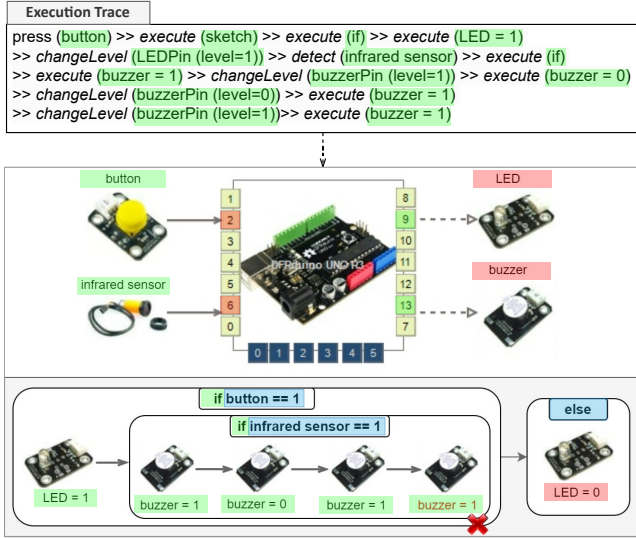 Execution Trace
press (button) >> execute (sketch) >> execute (if) >> execute (LED = 1)
>> changeLevel (LEDPin (level=1)) >> detect (infrared sensor) >> execute (if)
>> execute (buzzer = 1) >> changeLevel (buzzerPin (level=1)) >> execute (buzzer = 0)
>> changeLevel (buzzerPin (level=0)) >> execute (buzzer = 1)
>> changeLevel (buzzerPin (level=1))>> execute (buzzer = 1)
button
LED
1
8
2
9
3
10
4
11
DFRduino UNO R3
infrared sensor
buzzer
5
12
6
13
0
7
0 1 2 3 4 5
if button == 1
else
if infrared sensor == 1
LED = 1
buzzer = 1
buzzer = 0
buzzer = 1
buzzer = 1
LED = 0